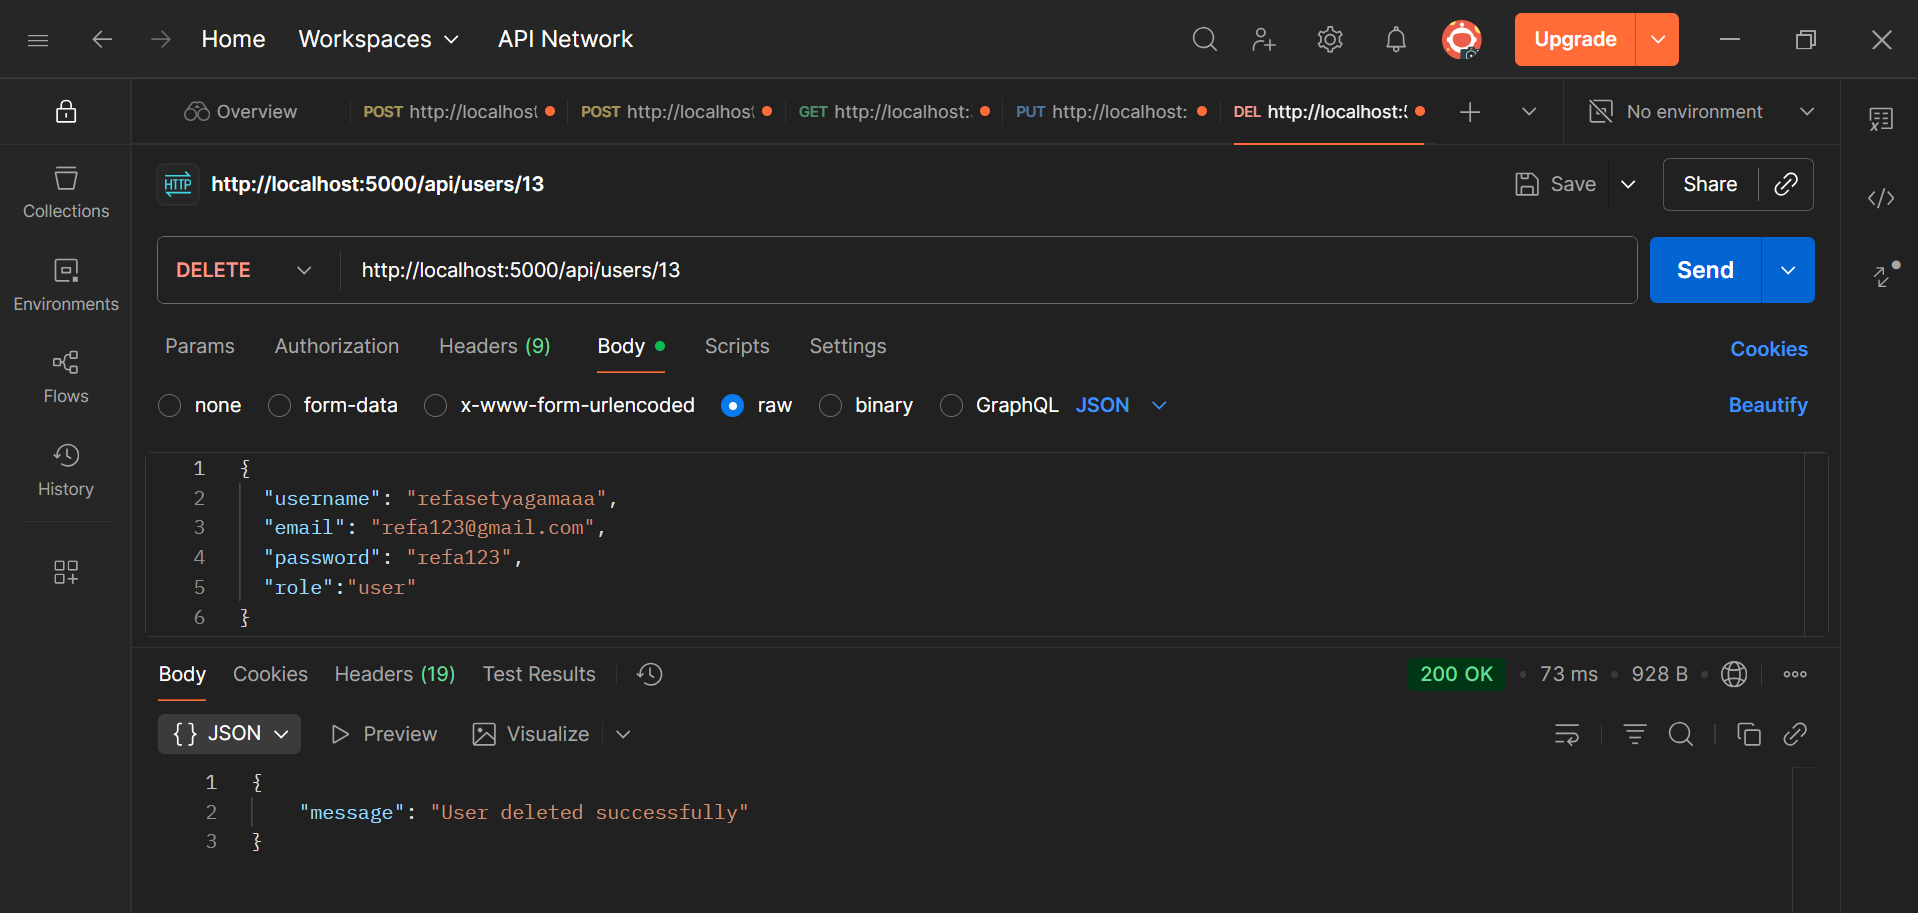 Home Workspaces API Network Upgrade
Overview POST http://localhost POST http://localhost GET http://localhost: PUT http://localhost: DEL http://localhost:5 No environment
HTTP http://localhost:5000/api/users/13 Save Share
Collections
Environments
Flows
History
DELETE http://localhost:5000/api/users/13 Send
Params Authorization Headers (9) Body Scripts Settings Cookies
none form-data x-www-form-urlencoded raw binary GraphQL JSON Beautify
1 {
2 "username": "refasetyagamaaa",
3 "email": "refa123@gmail.com",
4 "password": "refa123",
5 "role":"user"
6 }
Body Cookies Headers (19) Test Results 200 OK • 73 ms • 928 B •
{} JSON Preview Visualize
1 {
2 "message": "User deleted successfully"
3 }